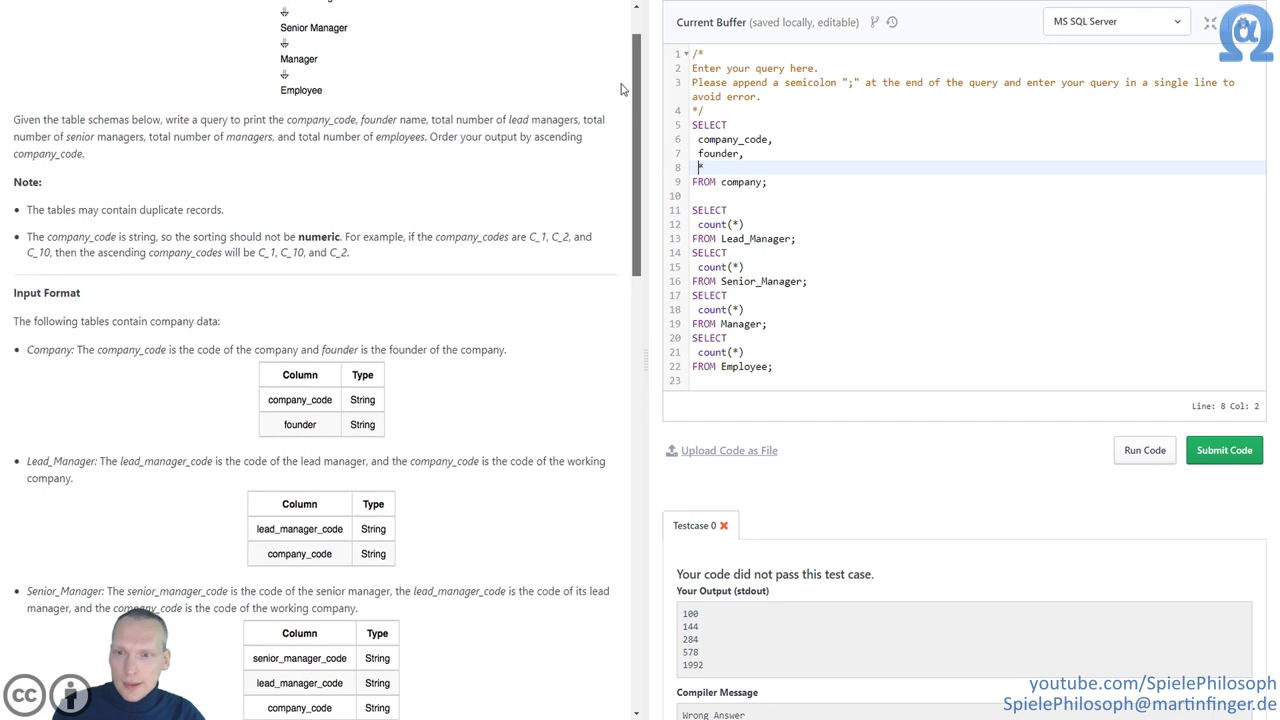 Senior Manager
Manager
Employee
Given the table schemas below, write a query to print the company_code, founder name, total number of lead managers, total
number of senior managers, total number of managers, and total number of employees. Order your output by ascending
company_code.
Note:
• The tables may contain duplicate records.
• The company_code is string, so the sorting should not be numeric. For example, if the company_codes are C_1, C_2, and
C_10, then the ascending company_codes will be C_1, C_10, and C_2.
Input Format
The following tables contain company data:
• Company: The company_code is the code of the company and founder is the founder of the company.
Column Type
company_code String
founder String
• Lead_Manager: The lead_manager_code is the code of the lead manager, and the company_code is the code of the working
company.
Column Type
lead_manager_code String
company_code String
• Senior_Manager: The senior_manager_code is the code of the senior manager, the lead_manager_code is the code of its lead
manager, and the company_code is the code of the working company.
Column Type
senior_manager_code String
lead_manager_code String
company_code String
Current Buffer (saved locally, editable)
MS SQL Server
1 /*
2 Enter your query here.
3 Please append a semicolon ";" at the end of the query and enter your query in a single line to
avoid error.
4 */
5 SELECT
6 company_code,
7 founder,
8 *
9 FROM company;
10
11 SELECT
12 count(*)
13 FROM Lead_Manager;
14 SELECT
15 count(*)
16 FROM Senior_Manager;
17 SELECT
18 count(*)
19 FROM Manager;
20 SELECT
21 count(*)
22 FROM Employee;
23
Line: 8 Col: 2
Upload Code as File
Run Code
Submit Code
Testcase 0
Your code did not pass this test case.
Your Output (stdout)
100
144
284
578
1992
Compiler Message
Wrong Answer
cc
youtube.com/SpielePhilosoph
SpielePhilosoph@martinfinger.de